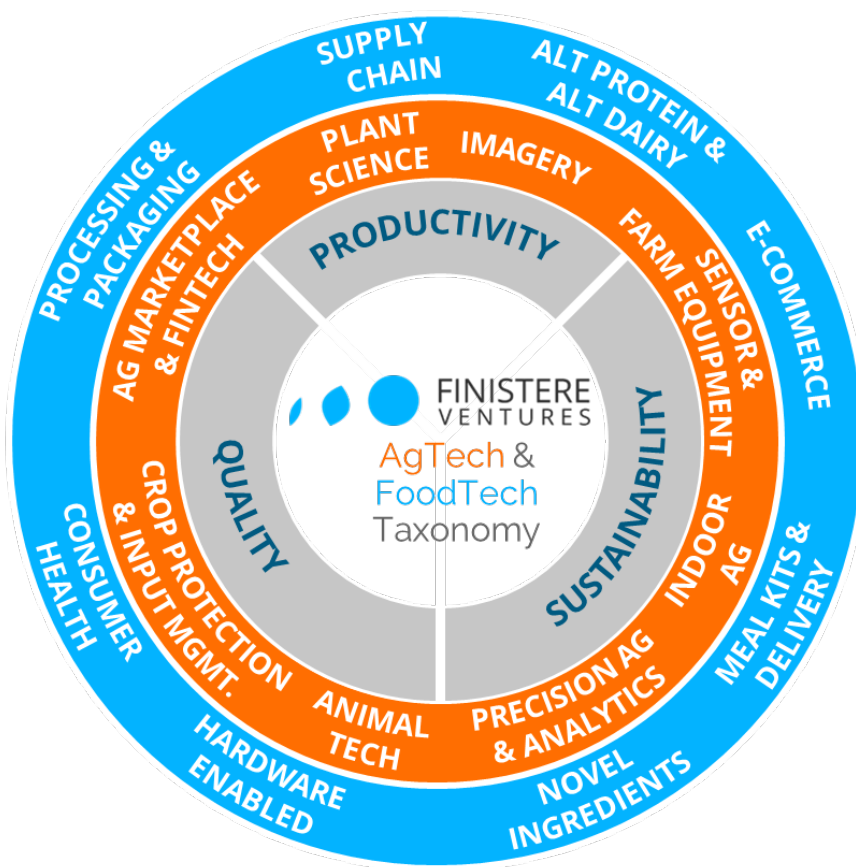 SUPPLY
CHAIN
ALT PROTEIN &
ALT DAIRY
E-COMMERCE
MEAL KITS &
DELIVERY
NOVEL
INGREDIENTS
HARDWARE
ENABLED
CONSUMER
HEALTH
PROCESSING &
PACKAGING
PLANT
SCIENCE
IMAGERY
SENSOR &
FARM EQUIPMENT
INDOOR
AG
PRECISION AG
& ANALYTICS
ANIMAL
TECH
CROP PROTECTION
& INPUT MGMT.
AG MARKETPLACE
& FINTECH
PRODUCTIVITY
SUSTAINABILITY
QUALITY
FINISTERE
VENTURES
AgTech &
FoodTech
Taxonomy